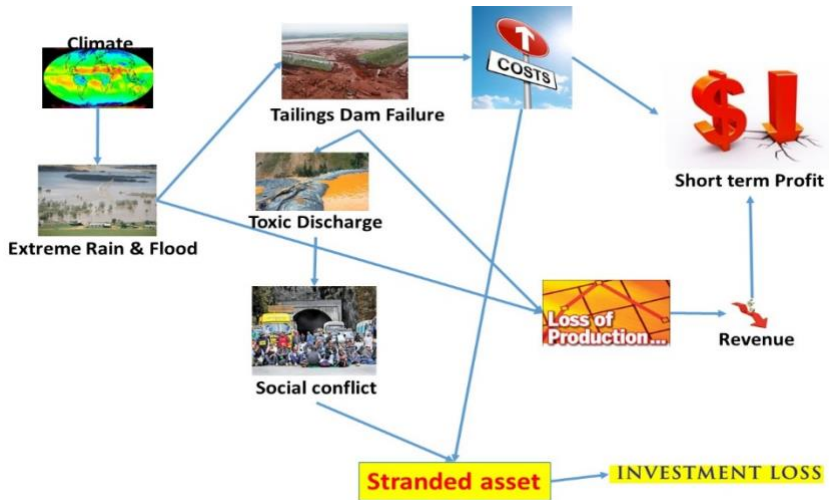 Climate
COSTS
Tailings Dam Failure
Short term Profit
Toxic Discharge
Extreme Rain & Flood
Loss of
Production...
Revenue
Social conflict
Stranded asset
INVESTMENT LOSS